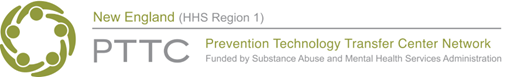 New England (HHS Region 1)
PTTC
Prevention Technology Transfer Center Network
Funded by Substance Abuse and Mental Health Services Administration